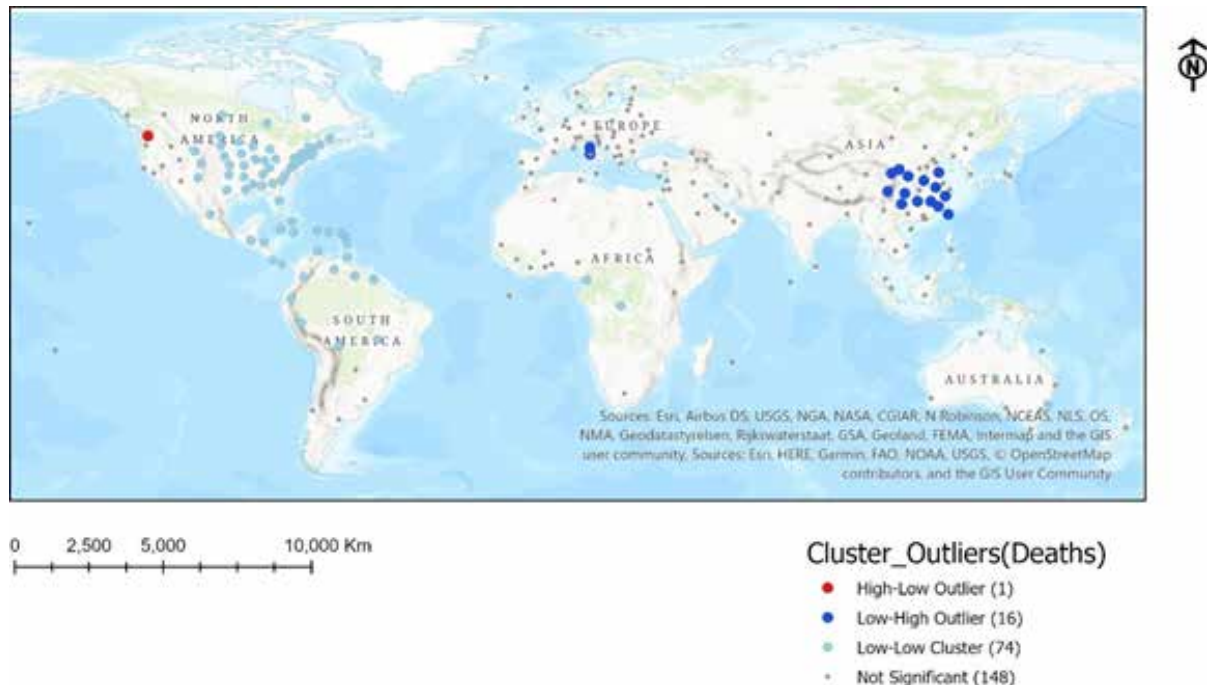 N
NORTH
AMERICA
EUROPE
ASIA
AFRICA
SOUTH
AMERICA
AUSTRALIA
Sources: Esri, Airbus DS, USGS, NGA, NASA, CGIAR, N Robinson, NCEAS, NLS, OS,
NMA, Geodatastyrelsen, Rijkswaterstaat, GSA, Geoland, FEMA, Intermap and the GIS
user community, Sources: Esri, HERE, Garmin, FAO, NOAA, USGS, © OpenStreetMap
contributors, and the GIS User Community
0 2,500 5,000 10,000 Km
Cluster_Outliers(Deaths)
High-Low Outlier (1)
Low-High Outlier (16)
Low-Low Cluster (74)
Not Significant (148)